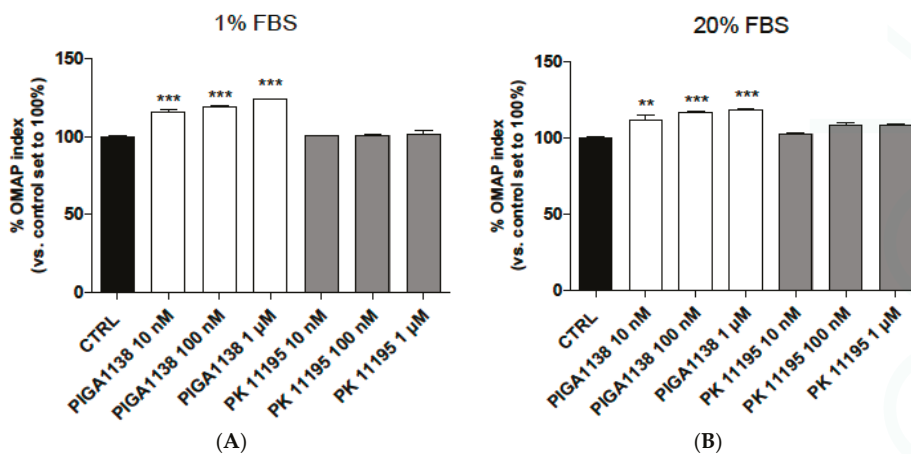 1% FBS
% OMAP index
(vs. control set to 100%)
150
100
50
0
***
***
***
CTRL
PIGA1138 10 nM
PIGA1138 100 nM
PIGA1138 1 µM
PK 11195 10 nM
PK 11195 100 nM
PK 11195 1 µM
(A)
20% FBS
% OMAP index
(vs. control set to 100%)
150
100
50
0
**
***
***
CTRL
PIGA1138 10 nM
PIGA1138 100 nM
PIGA1138 1 µM
PK 11195 10 nM
PK 11195 100 nM
PK 11195 1 µM
(B)